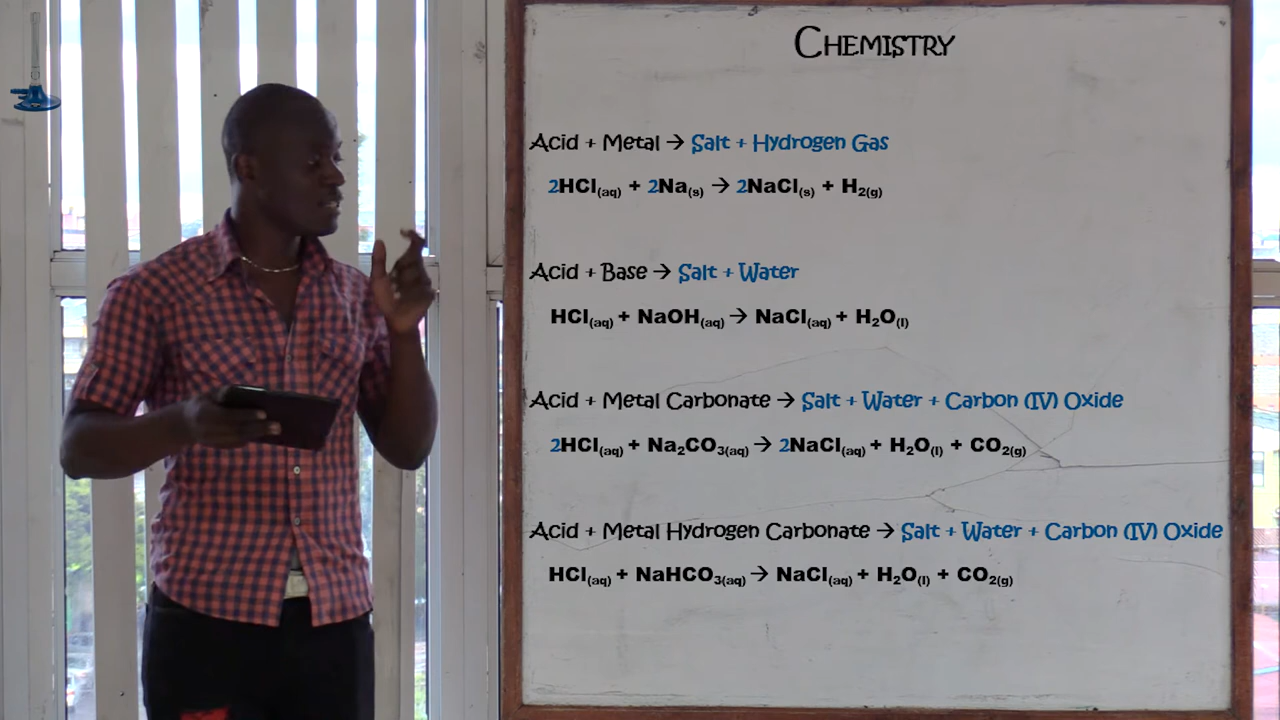 CHEMISTRY
Acid + Metal → Salt + Hydrogen Gas
2HCl(aq) + 2Na(s) → 2NaCl(s) + H2(g)
Acid + Base → Salt + Water
HCl(aq) + NaOH(aq) → NaCl(aq) + H2O(l)
Acid + Metal Carbonate → Salt + Water + Carbon (IV) Oxide
2HCl(aq) + Na2CO3(aq) → 2NaCl(aq) + H2O(l) + CO2(g)
Acid + Metal Hydrogen Carbonate → Salt + Water + Carbon (IV) Oxide
HCl(aq) + NaHCO3(aq) → NaCl(aq) + H2O(l) + CO2(g)